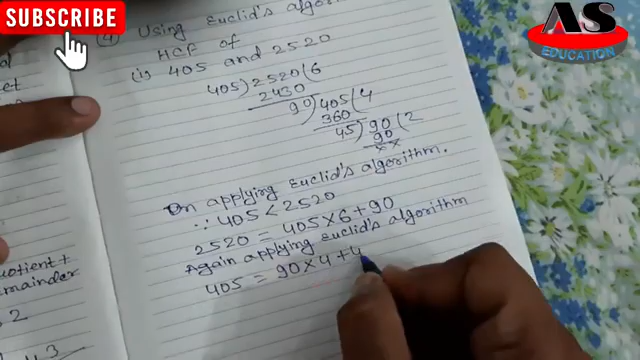 SUBSCRIBE
AS
EDUCATION
(4) Using Euclid's
HCF of
(i) 405 and 2520
405) 2520 (6
2430
90) 405 (4
360
45) 90 (2
90
× ×
On applying Euclid's algorithm.
∵ 405 < 2520
2520 = 405 × 6 + 90
Again applying Euclid's algorithm
405 = 90 × 4 + 4